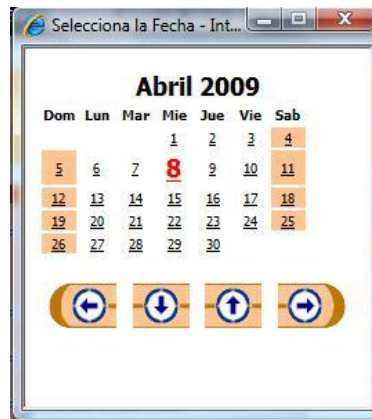 Selecciona la Fecha - Int...
Abril 2009
Dom Lun Mar Mie Jue Vie Sab
1 2 3 4
5 6 7 8 9 10 11
12 13 14 15 16 17 18
19 20 21 22 23 24 25
26 27 28 29 30